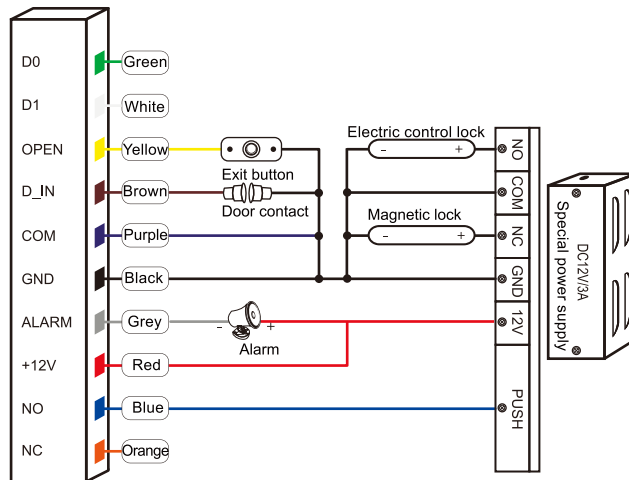 D0 Green
D1 White
OPEN Yellow
Exit button
D_IN Brown
Door contact
COM Purple
GND Black
ALARM Grey
- +
Alarm
+12V Red
NO Blue
NC Orange
Electric control lock
- +
Magnetic lock
- +
NO
COM
NC
GND
12V
PUSH
DC12V/3A
Special power supply